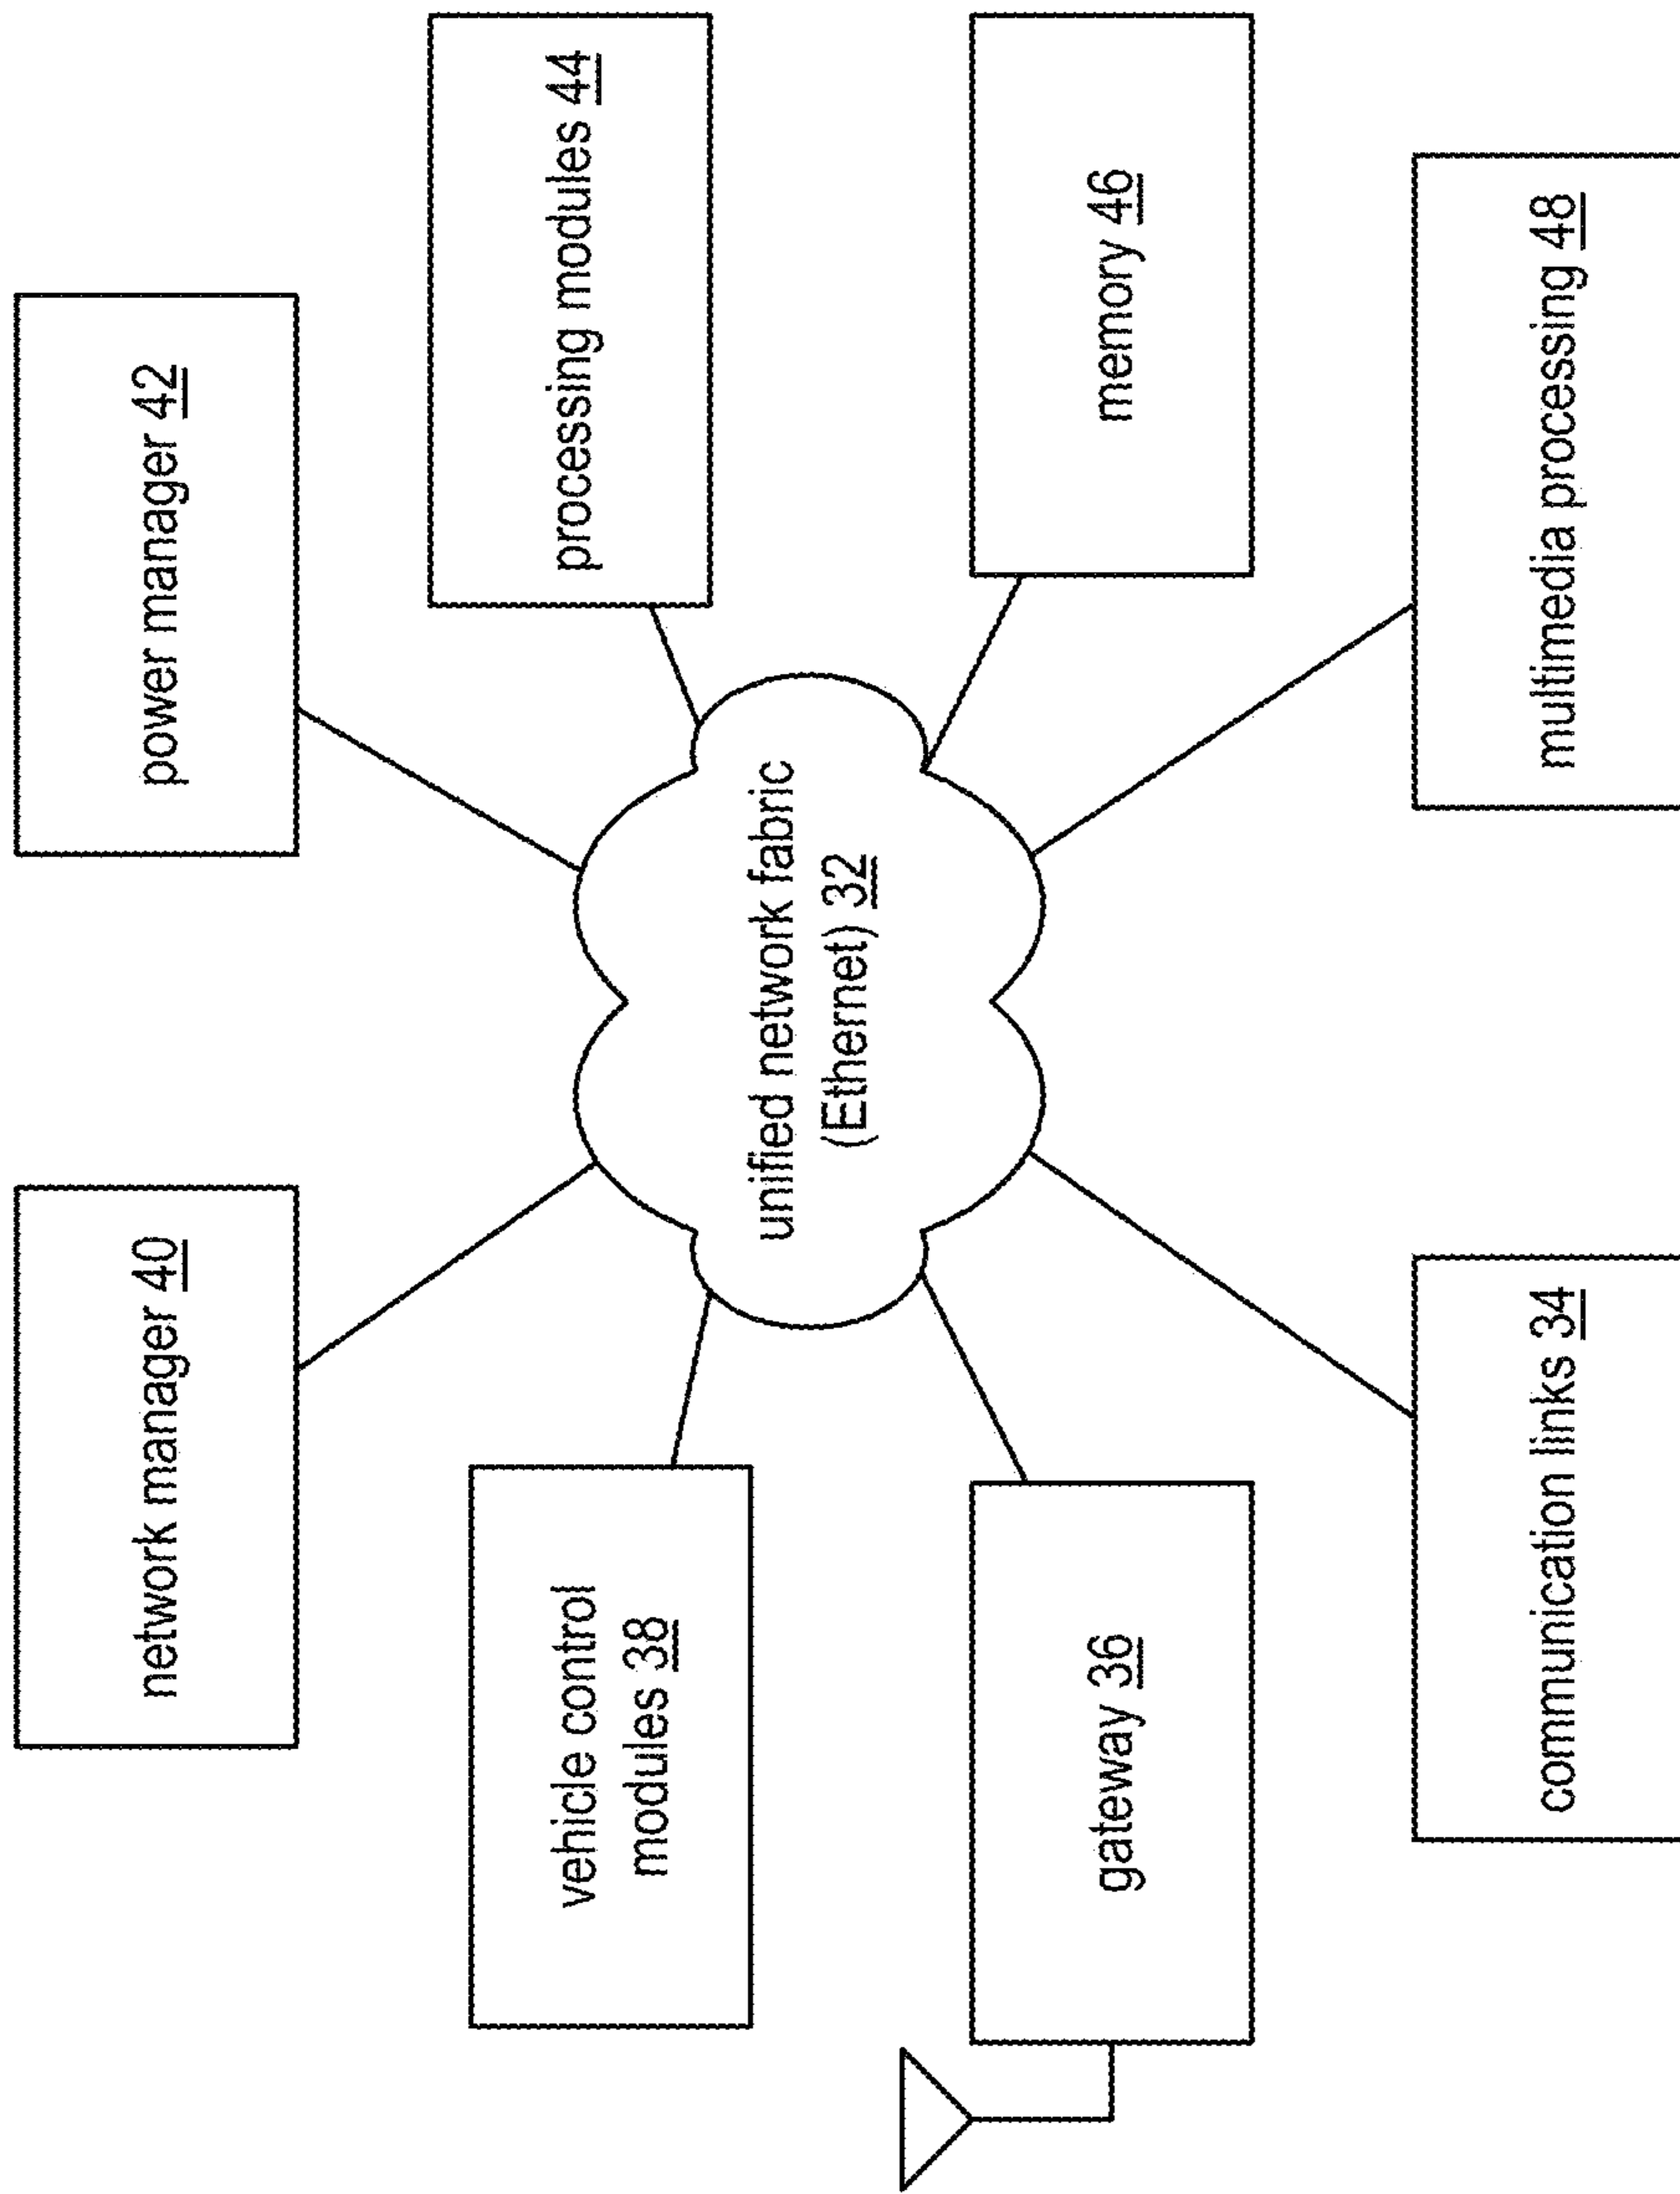 network manager 40
power manager 42
vehicle control
modules 38
processing modules 44
unified network fabric
(Ethernet) 32
gateway 36
memory 46
communication links 34
multimedia processing 48